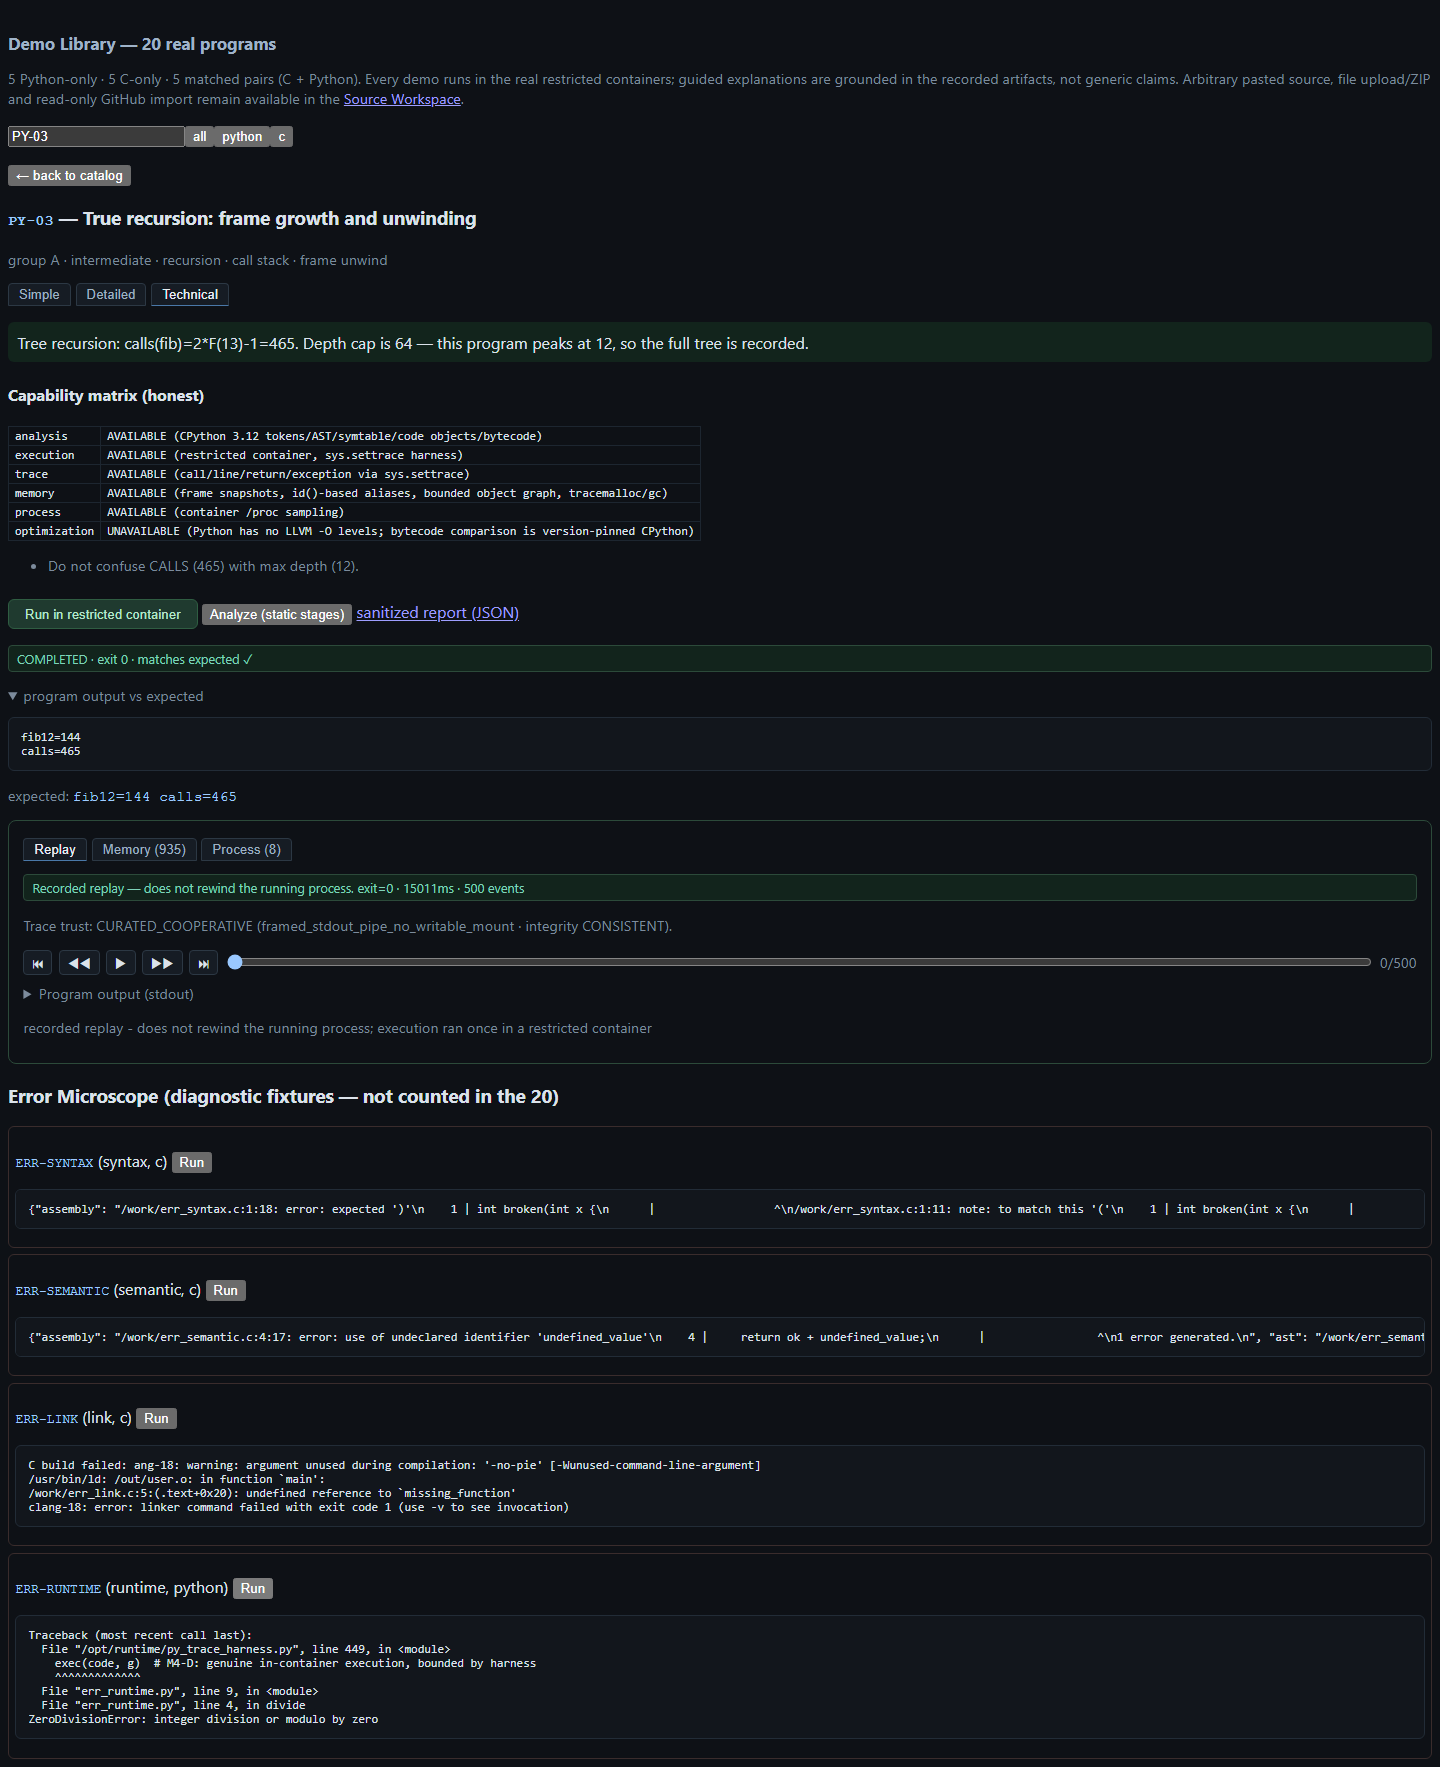 Demo Library — 20 real programs
5 Python-only · 5 C-only · 5 matched pairs (C + Python). Every demo runs in the real restricted containers; guided explanations are grounded in the recorded artifacts, not generic claims. Arbitrary pasted source, file upload/ZIP
and read-only GitHub import remain available in the Source Workspace.
PY-03 all python c
← back to catalog
PY-03 — True recursion: frame growth and unwinding
group A · intermediate · recursion · call stack · frame unwind
Simple Detailed Technical
Tree recursion: calls(fib)=2*F(13)-1=465. Depth cap is 64 — this program peaks at 12, so the full tree is recorded.
Capability matrix (honest)
analysis AVAILABLE (CPython 3.12 tokens/AST/symtable/code objects/bytecode)
execution AVAILABLE (restricted container, sys.settrace harness)
trace AVAILABLE (call/line/return/exception via sys.settrace)
memory AVAILABLE (frame snapshots, id()-based aliases, bounded object graph, tracemalloc/gc)
process AVAILABLE (container /proc sampling)
optimization UNAVAILABLE (Python has no LLVM -O levels; bytecode comparison is version-pinned CPython)
• Do not confuse CALLS (465) with max depth (12).
Run in restricted container Analyze (static stages) sanitized report (JSON)
COMPLETED · exit 0 · matches expected ✓
▼ program output vs expected
fib12=144
calls=465
expected: fib12=144 calls=465
Replay Memory (935) Process (8)
Recorded replay — does not rewind the running process. exit=0 · 15011ms · 500 events
Trace trust: CURATED_COOPERATIVE (framed_stdout_pipe_no_writable_mount · integrity CONSISTENT).
0/500
▶ Program output (stdout)
recorded replay - does not rewind the running process; execution ran once in a restricted container
Error Microscope (diagnostic fixtures — not counted in the 20)
ERR-SYNTAX (syntax, c) Run
{"assembly": "/work/err_syntax.c:1:18: error: expected ')'\n    1 | int broken(int x {\n      |                  ^\n/work/err_syntax.c:1:11: note: to match this '('\n    1 | int broken(int x {\n      |
ERR-SEMANTIC (semantic, c) Run
{"assembly": "/work/err_semantic.c:4:17: error: use of undeclared identifier 'undefined_value'\n    4 |     return ok + undefined_value;\n      |                 ^\n1 error generated.\n", "ast": "/work/err_semant
ERR-LINK (link, c) Run
C build failed: ang-18: warning: argument unused during compilation: '-no-pie' [-Wunused-command-line-argument]
/usr/bin/ld: /out/user.o: in function `main':
/work/err_link.c:5:(.text+0x20): undefined reference to `missing_function'
clang-18: error: linker command failed with exit code 1 (use -v to see invocation)
ERR-RUNTIME (runtime, python) Run
Traceback (most recent call last):
  File "/opt/runtime/py_trace_harness.py", line 449, in <module>
    exec(code, g)  # M4-D: genuine in-container execution, bounded by harness
    ^^^^^^^^^^^^^
  File "err_runtime.py", line 9, in <module>
  File "err_runtime.py", line 4, in divide
ZeroDivisionError: integer division or modulo by zero